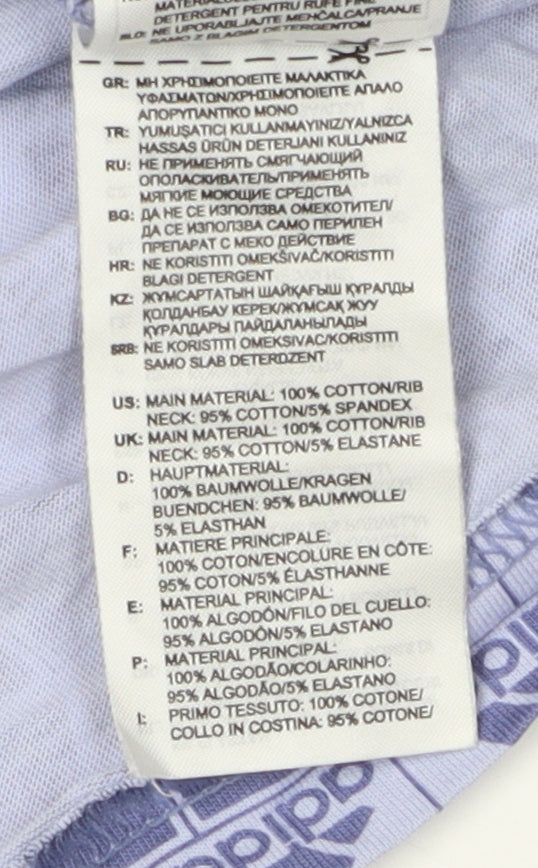 MATERIALUL
DETERGENT PENTRU RUFE FINE
SLO: NE UPORABLJAJTE MEHČALCA/PRANJE
SAMO Z BLAGIM DETERGENTOM
GR: ΜΗ ΧΡΗΣΙΜΟΠΟΙΕΙΤΕ ΜΑΛΑΚΤΙΚΑ
ΥΦΑΣΜΑΤΩΝ/ΧΡΗΣΙΜΟΠΟΙΕΙΤΕ ΑΠΑΛΟ
ΑΠΟΡΥΠΑΝΤΙΚΟ ΜΟΝΟ
TR: YUMUŞATICI KULLANMAYINIZ/YALNIZCA
HASSAS ÜRÜN DETERJANI KULLANINIZ
RU: НЕ ПРИМЕНЯТЬ СМЯГЧАЮЩИЙ
ОПОЛАСКИВАТЕЛЬ/ПРИМЕНЯТЬ
МЯГКИЕ МОЮЩИЕ СРЕДСТВА
BG: ДА НЕ СЕ ИЗПОЛЗВА ОМЕКОТИТЕЛ/
ДА СЕ ИЗПОЛЗВА САМО ПЕРИЛЕН
ПРЕПАРАТ С МЕКО ДЕЙСТВИЕ
HR: NE KORISTITI OMEKŠIVAČ/KORISTITI
BLAGI DETERGENT
KZ: ЖҰМСАРТАТЫН ШАЙҚАҒЫШ ҚҰРАЛДЫ
ҚОЛДАНБАУ КЕРЕК/ЖҰМСАҚ ЖУУ
ҚҰРАЛДАРЫ ПАЙДАЛАНЫЛАДЫ
SRB: NE KORISTITI OMEKSIVAC/KORISTITI
SAMO SLAB DETERDZENT
US: MAIN MATERIAL: 100% COTTON/RIB
NECK: 95% COTTON/5% SPANDEX
UK: MAIN MATERIAL: 100% COTTON/RIB
NECK: 95% COTTON/5% ELASTANE
D: HAUPTMATERIAL:
100% BAUMWOLLE/KRAGEN
BUENDCHEN: 95% BAUMWOLLE/
5% ELASTHAN
F: MATIERE PRINCIPALE:
100% COTON/ENCOLURE EN CÔTE:
95% COTON/5% ÉLASTHANNE
E: MATERIAL PRINCIPAL:
100% ALGODÓN/FILO DEL CUELLO:
95% ALGODÓN/5% ELASTANO
P: MATERIAL PRINCIPAL:
100% ALGODÃO/COLARINHO:
95% ALGODÃO/5% ELASTANO
I: PRIMO TESSUTO: 100% COTONE/
COLLO IN COSTINA: 95% COTONE/
adidas